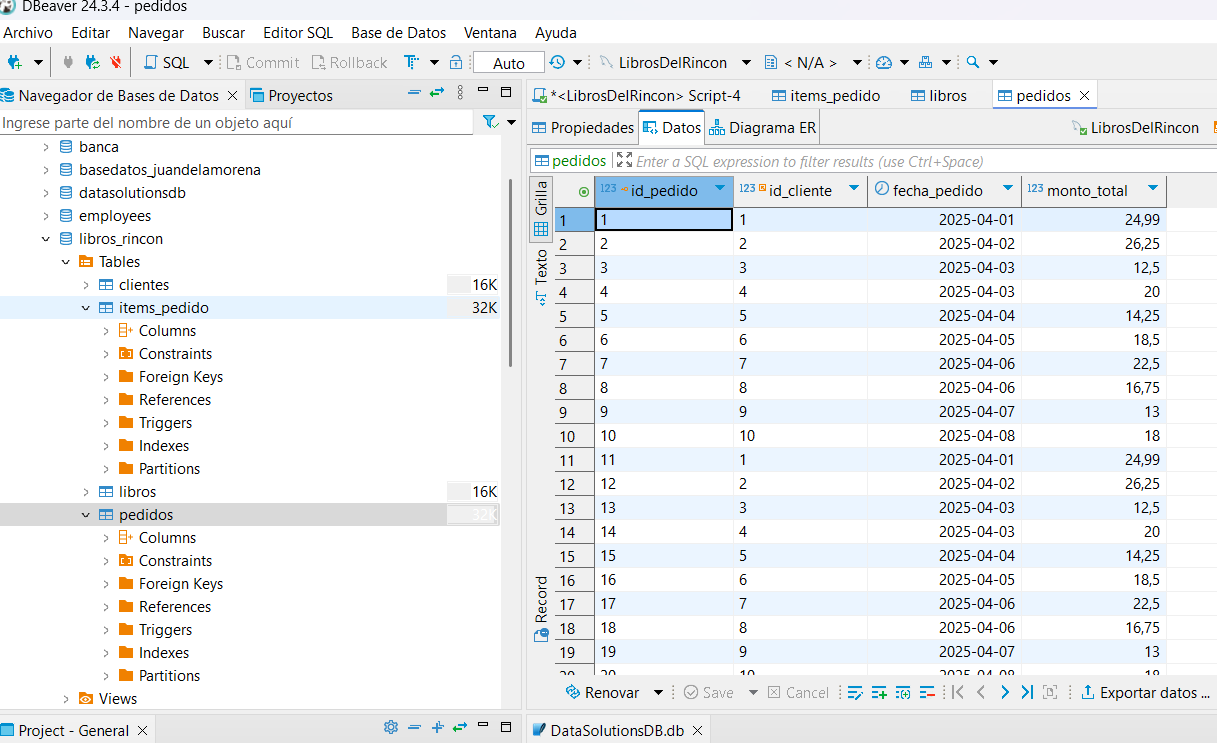 DBeaver 24.3.4 - pedidos
Archivo Editar Navegar Buscar Editor SQL Base de Datos Ventana Ayuda
SQL Commit Rollback Auto LibrosDelRincon < N/A >
Navegador de Bases de Datos Proyectos
*<LibrosDelRincon> Script-4 items_pedido libros pedidos
Ingrese parte del nombre de un objeto aquí
Propiedades Datos Diagrama ER LibrosDelRincon
banca
basedatos_juandelamorena
datasolutionsdb
employees
libros_rincon
Tables
clientes 16K
items_pedido 32K
Columns
Constraints
Foreign Keys
References
Triggers
Indexes
Partitions
libros 16K
pedidos 32K
Columns
Constraints
Foreign Keys
References
Triggers
Indexes
Partitions
Views
pedidos Enter a SQL expression to filter results (use Ctrl+Space)
Grilla
Texto
Record
123 id_pedido 123 id_cliente fecha_pedido 123 monto_total
1 1 1 2025-04-01 24,99
2 2 2 2025-04-02 26,25
3 3 3 2025-04-03 12,5
4 4 4 2025-04-03 20
5 5 5 2025-04-04 14,25
6 6 6 2025-04-05 18,5
7 7 7 2025-04-06 22,5
8 8 8 2025-04-06 16,75
9 9 9 2025-04-07 13
10 10 10 2025-04-08 18
11 11 1 2025-04-01 24,99
12 12 2 2025-04-02 26,25
13 13 3 2025-04-03 12,5
14 14 4 2025-04-03 20
15 15 5 2025-04-04 14,25
16 16 6 2025-04-05 18,5
17 17 7 2025-04-06 22,5
18 18 8 2025-04-06 16,75
19 19 9 2025-04-07 13
20 20 10 2025-04-08 18
Renovar Save Cancel Exportar datos ...
Project - General
DataSolutionsDB.db